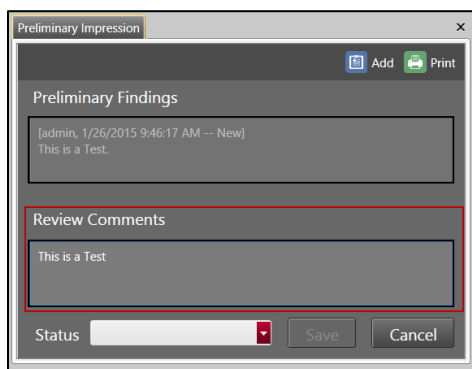 Preliminary Impression x
Add Print
Preliminary Findings
[admin, 1/26/2015 9:46:17 AM -- New]
This is a Test.
Review Comments
This is a Test
Status Save Cancel